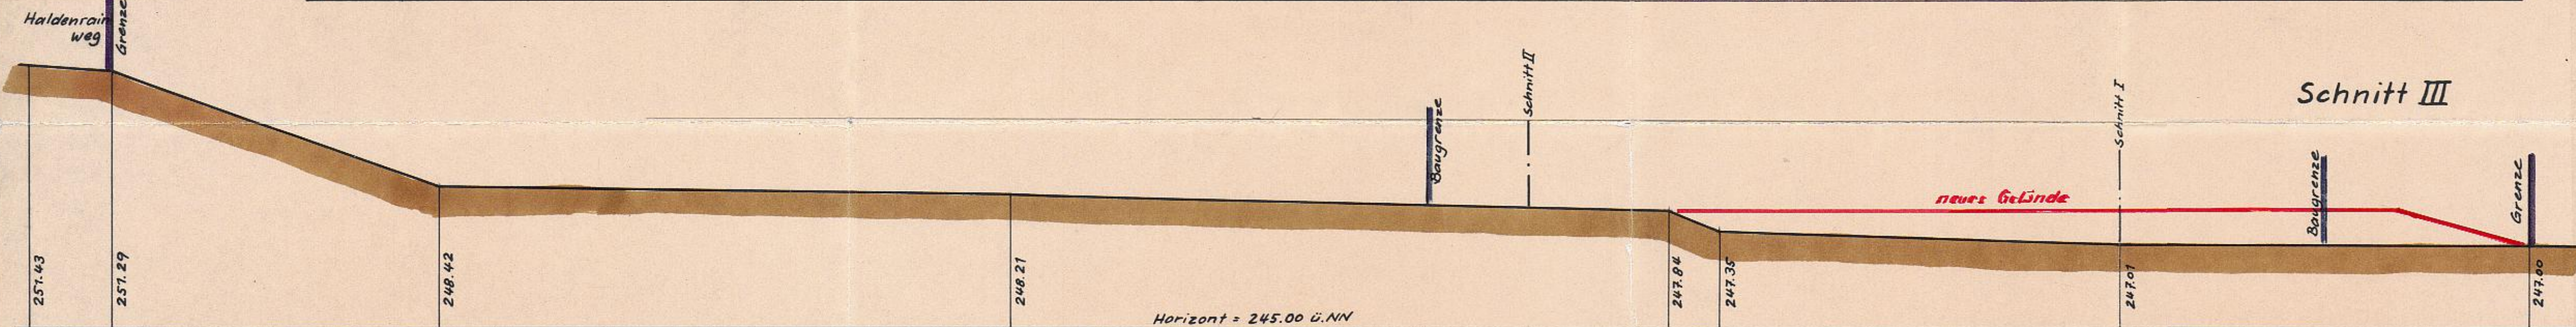 Haldenrain
weg
Grenze
Schnitt III
Baugrenze
Schnitt II
Schnitt I
Baugrenze
Grenze
neues Gelände
251.43
251.29
248.42
248.21
247.84
247.35
247.01
247.00
Horizont = 245.00 ü.NN